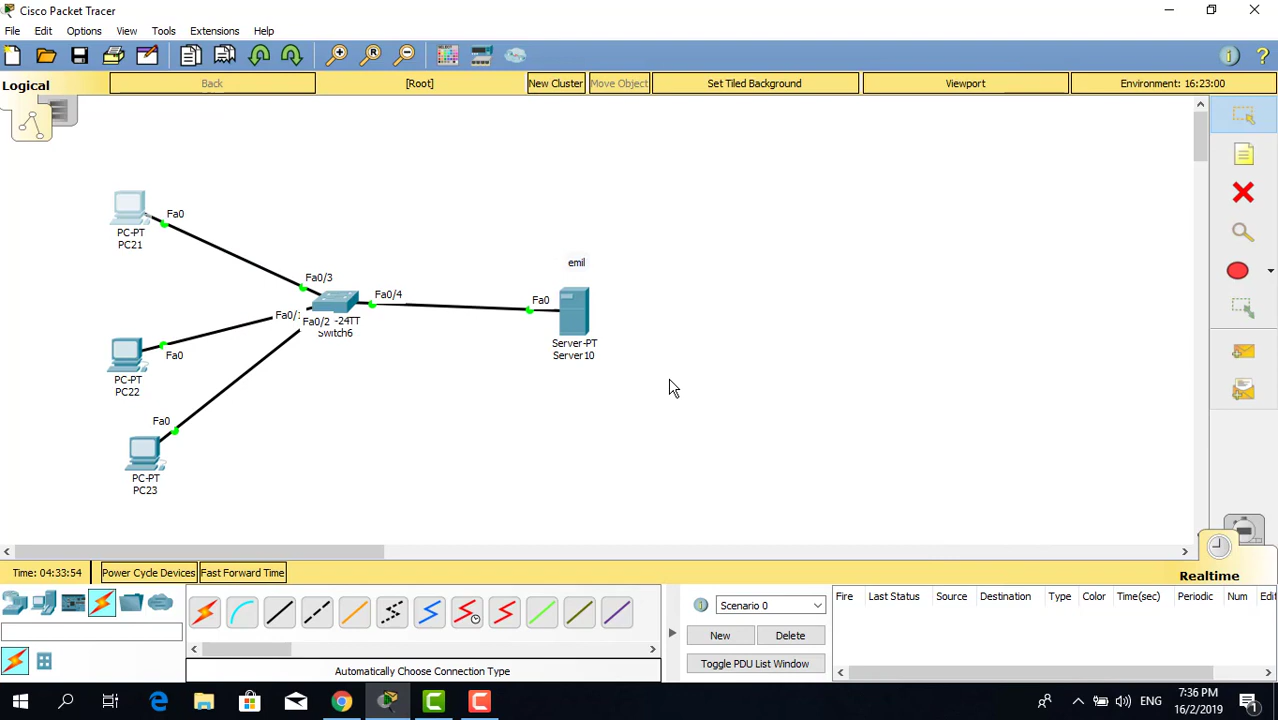 Cisco Packet Tracer
File Edit Options View Tools Extensions Help
Logical
Back
[Root]
New Cluster
Move Object
Set Tiled Background
Viewport
Environment: 16:23:00
Fa0
PC-PT
PC21
emil
Fa0/3
Fa0/4
Fa0
Fa0/1
Fa0/2
-24TT
Switch6
Server-PT
Server10
Fa0
PC-PT
PC22
Fa0
PC-PT
PC23
Time: 04:33:54
Power Cycle Devices
Fast Forward Time
Realtime
Scenario 0
Fire Last Status Source Destination Type Color Time(sec) Periodic Num Edi
New
Delete
Toggle PDU List Window
Automatically Choose Connection Type
ENG
7:36 PM
16/2/2019